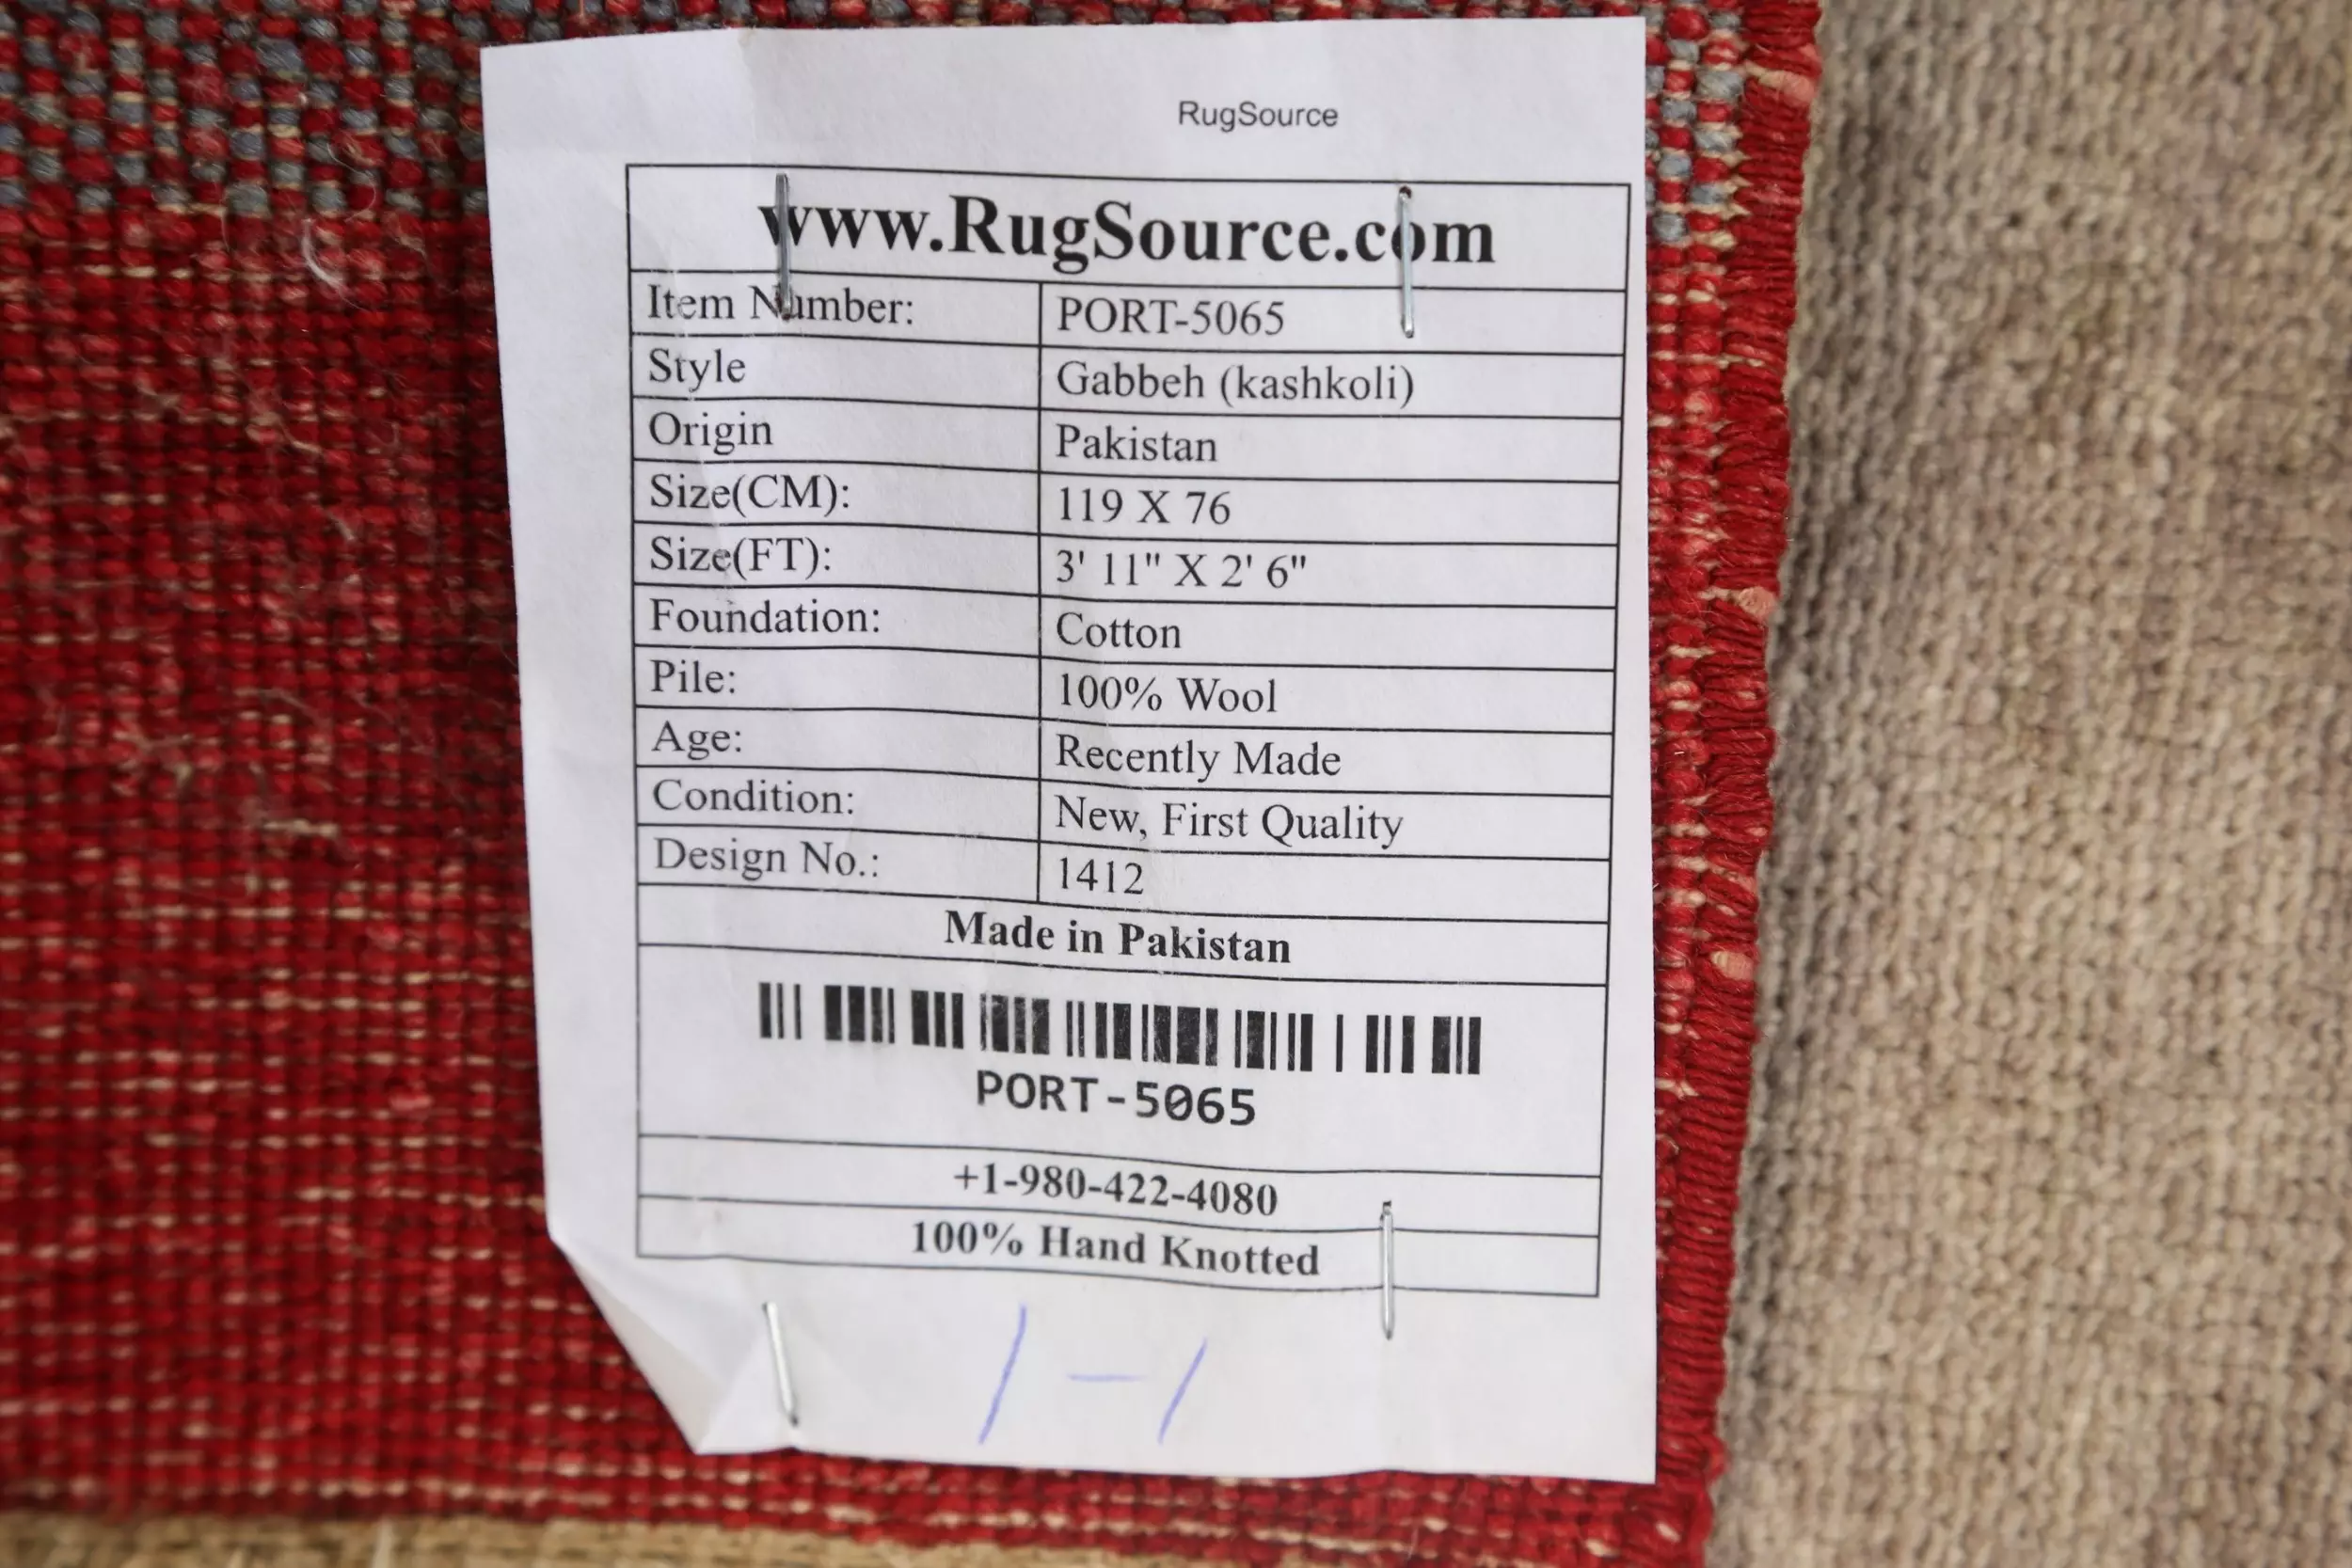 RugSource
www.RugSource.com
Item Number: PORT-5065
Style Gabbeh (kashkoli)
Origin Pakistan
Size(CM): 119 X 76
Size(FT): 3' 11" X 2' 6"
Foundation: Cotton
Pile: 100% Wool
Age: Recently Made
Condition: New, First Quality
Design No.: 1412
Made in Pakistan
PORT-5065
+1-980-422-4080
100% Hand Knotted
1-1